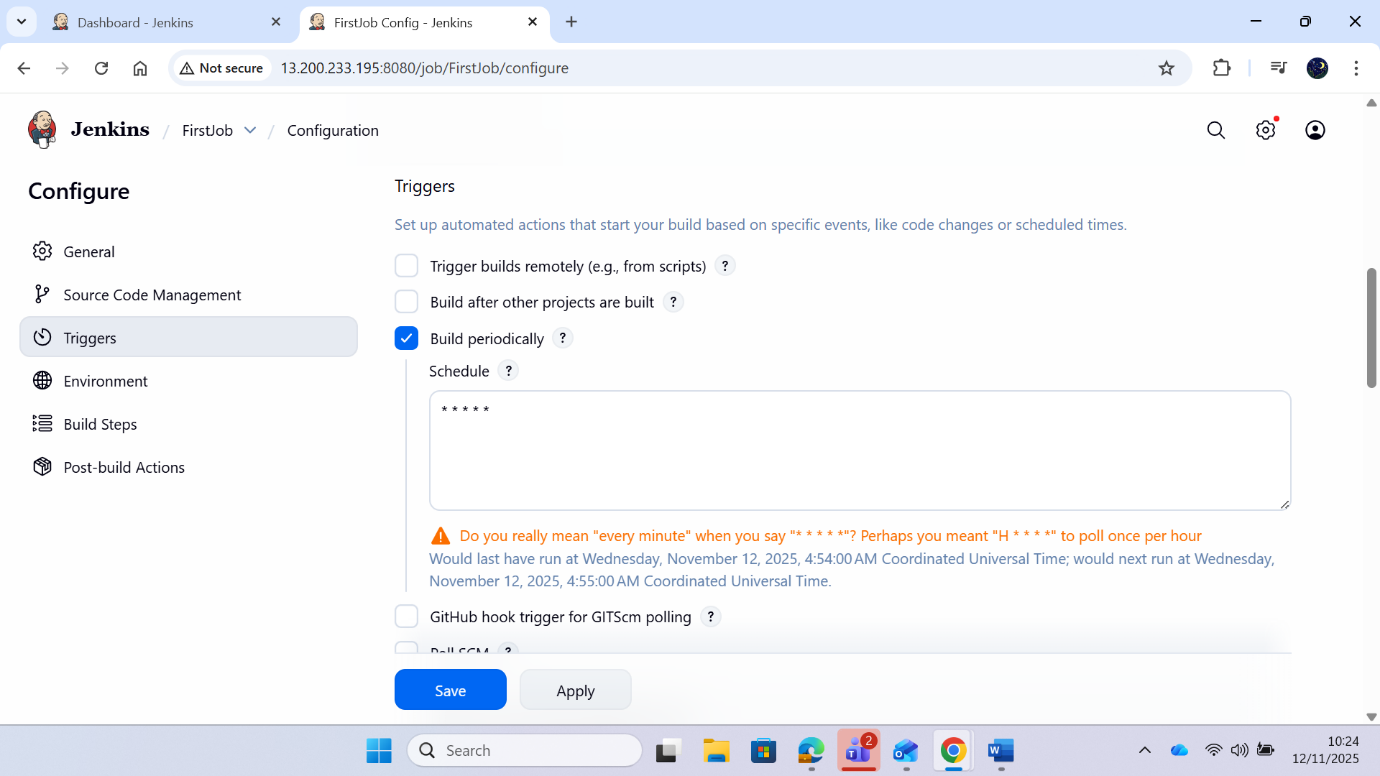 Dashboard - Jenkins
FirstJob Config - Jenkins
Not secure
13.200.233.195:8080/job/FirstJob/configure
Jenkins / FirstJob / Configuration
Configure
General
Source Code Management
Triggers
Environment
Build Steps
Post-build Actions
Triggers
Set up automated actions that start your build based on specific events, like code changes or scheduled times.
Trigger builds remotely (e.g., from scripts) ?
Build after other projects are built ?
Build periodically ?
Schedule ?
* * * * *
Do you really mean "every minute" when you say "* * * * *"? Perhaps you meant "H * * * *" to poll once per hour
Would last have run at Wednesday, November 12, 2025, 4:54:00 AM Coordinated Universal Time; would next run at Wednesday,
November 12, 2025, 4:55:00 AM Coordinated Universal Time.
GitHub hook trigger for GITScm polling ?
Poll SCM ?
Save
Apply
Search
2
10:24
12/11/2025